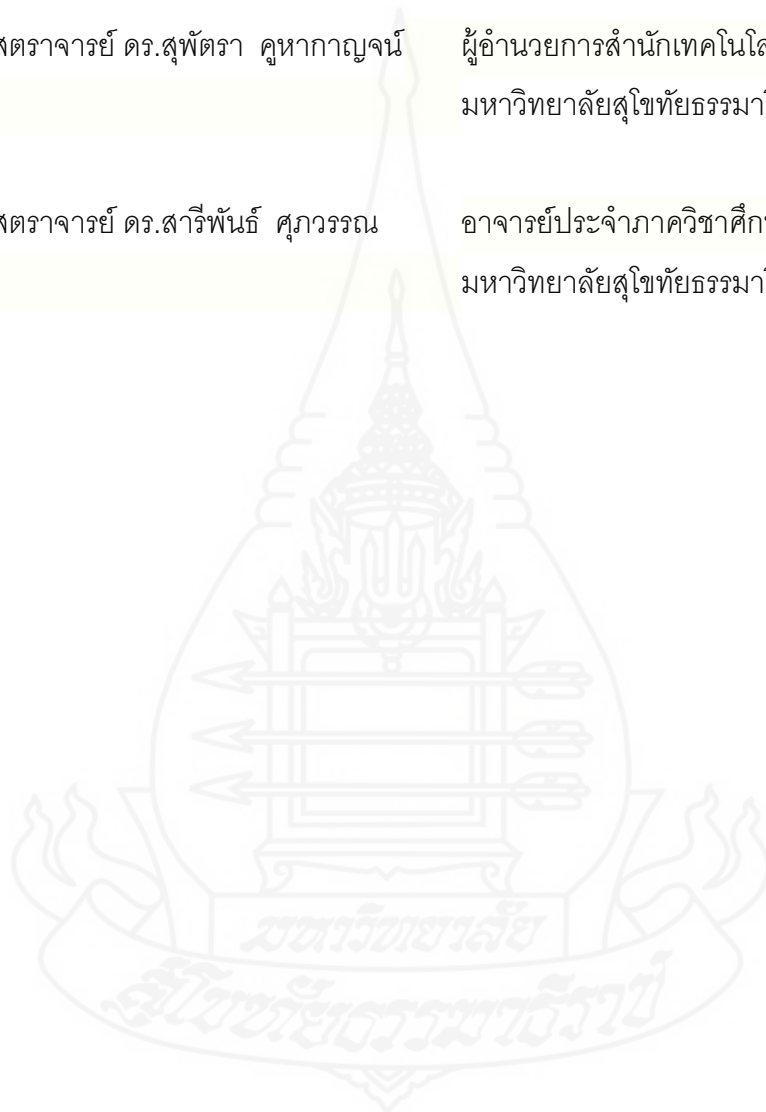 สตราจารย์ ดร.สุพัตรา คูหากาญจน์ ผู้อำนวยการสำนักเทคโนโล
มหาวิทยาลัยสุโขทัยธรรมา
สตราจารย์ ดร.สารีพันธ์ ศุภวรรณ อาจารย์ประจำภาควิชาศึก
มหาวิทยาลัยสุโขทัยธรรมา
มหาวิทยาลัย
สุโขทัยธรรมาธิราช